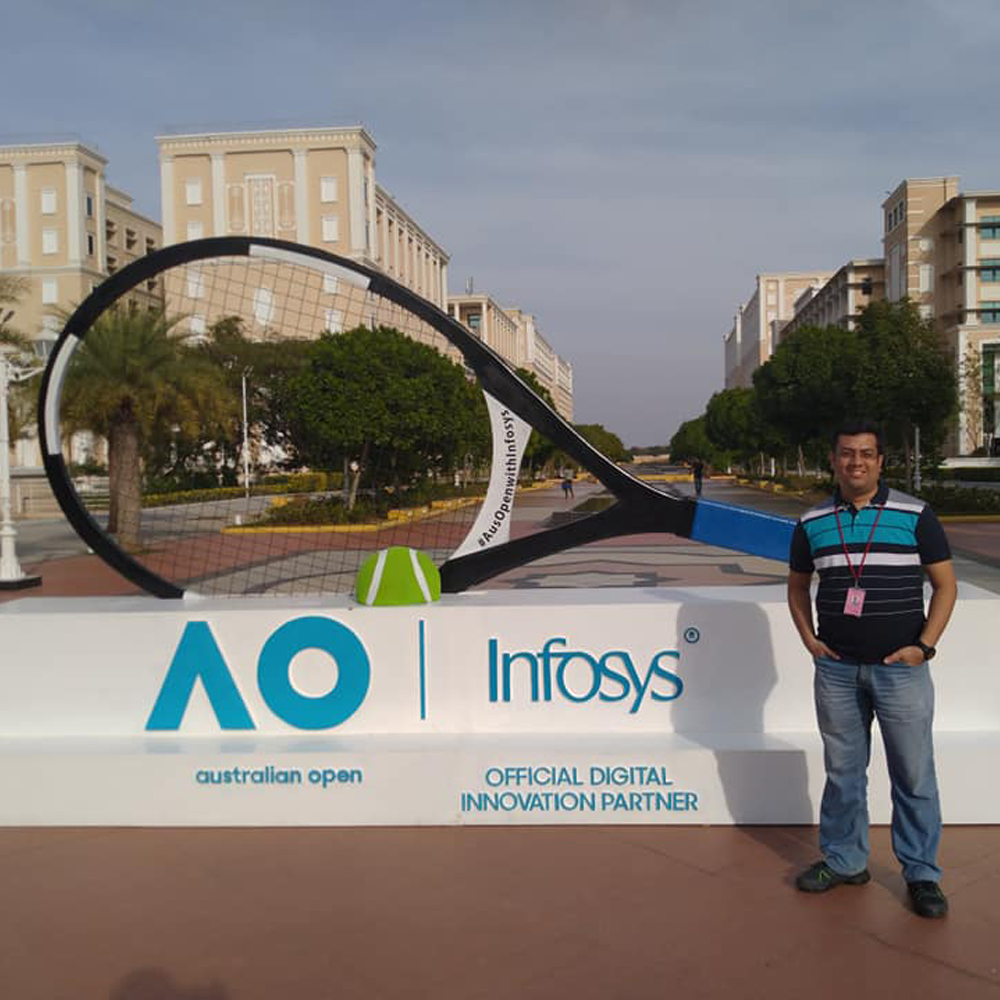 #AusOpenwithInfosys
AO
Infosys®
australian open
OFFICIAL DIGITAL
INNOVATION PARTNER